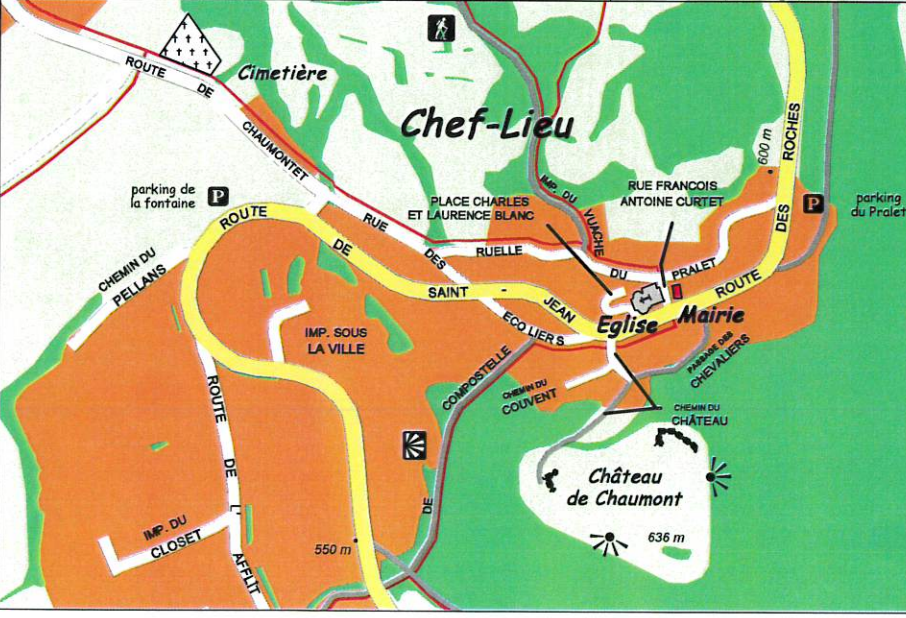 ROUTE
DE
CHAUMONTET
Cimetière
Chef-Lieu
600 m
ROUTE
DES
ROCHES
parking de
la fontaine
P
PLACE CHARLES
ET LAURENCE BLANC
IMP. DU
VUACHE
RUE FRANCOIS
ANTOINE CURTET
P
parking
du Pralet
CHEMIN DU
PELLANS
ROUTE
DE
SAINT -
JEAN
RUE
DES
ECOLIERS
RUELLE
DU
PRALET
Eglise
Mairie
IMP. SOUS
LA VILLE
PASSAGE DES
CHEVALIERS
COMPOSTELLE
DE
CHEMIN DU
COUVENT
CHEMIN DU
CHÂTEAU
ROUTE
DE
L'
AFFLIT
Château
de Chaumont
636 m
IMP. DU
CLOSET
550 m